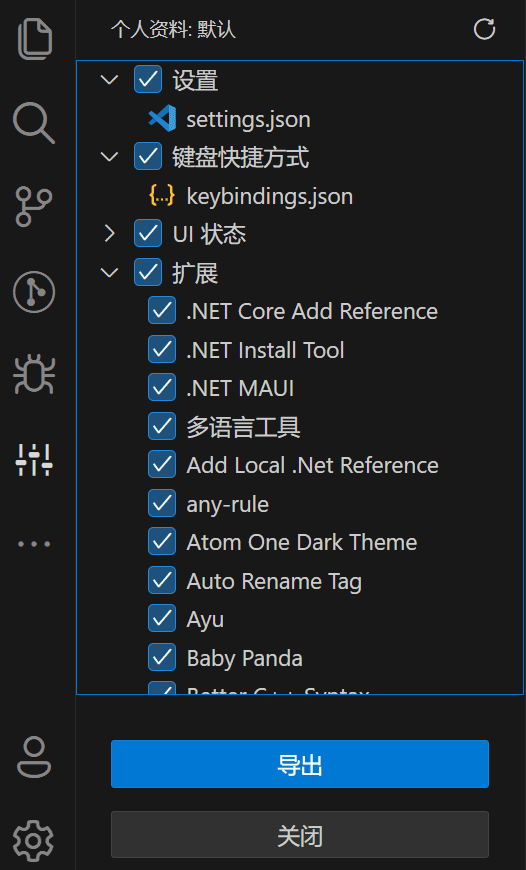 个人资料: 默认
设置
settings.json
键盘快捷方式
{..} keybindings.json
UI 状态
扩展
.NET Core Add Reference
.NET Install Tool
.NET MAUI
多语言工具
Add Local .Net Reference
any-rule
Atom One Dark Theme
Auto Rename Tag
Ayu
Baby Panda
Better C++ Syntax
导出
关闭